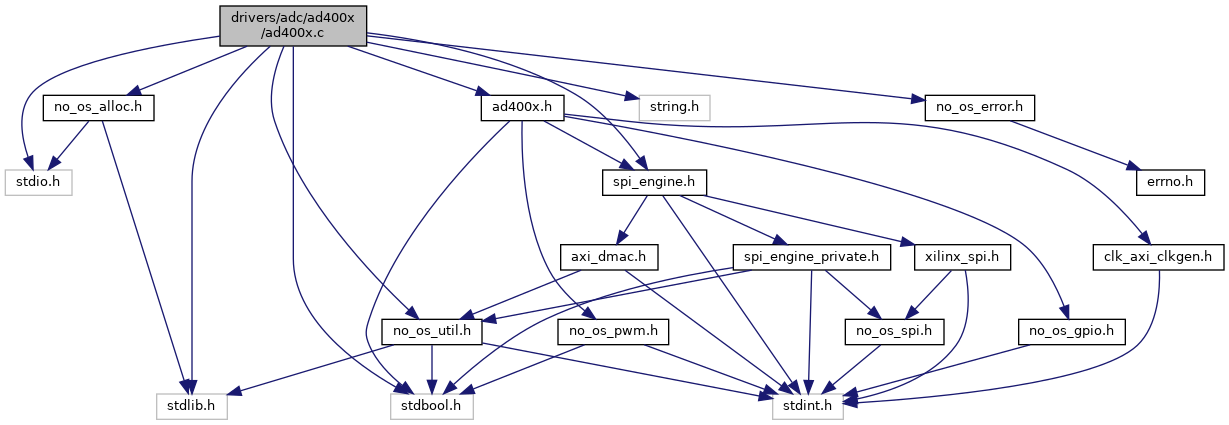 drivers/adc/ad400x
/ad400x.c
no_os_alloc.h
ad400x.h
string.h
no_os_error.h
stdio.h
spi_engine.h
errno.h
axi_dmac.h
spi_engine_private.h
xilinx_spi.h
clk_axi_clkgen.h
no_os_util.h
no_os_pwm.h
no_os_spi.h
no_os_gpio.h
stdlib.h
stdbool.h
stdint.h